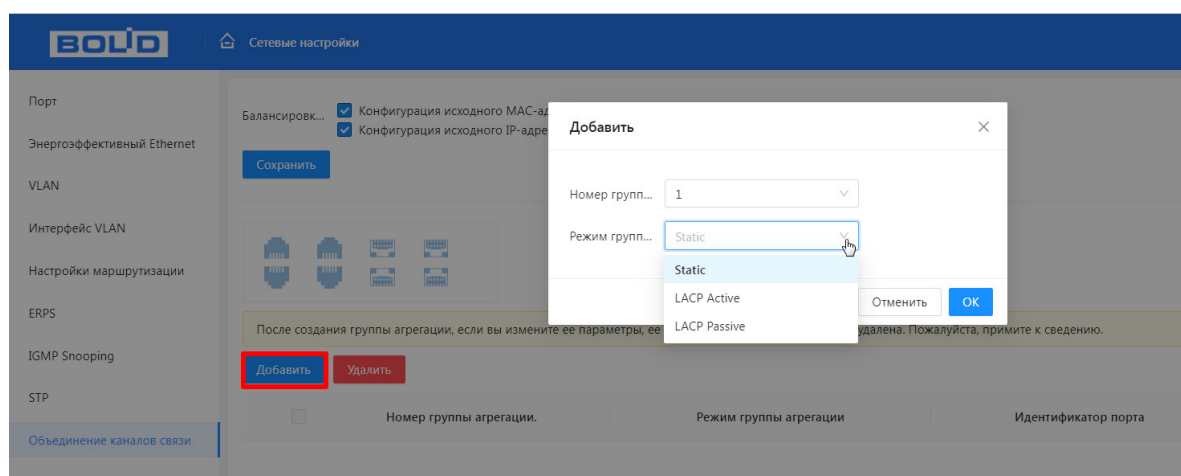 BOLID
Сетевые настройки
Порт
Энергоэффективный Ethernet
VLAN
Интерфейс VLAN
Настройки маршрутизации
ERPS
IGMP Snooping
STP
Объединение каналов связи
Балансировк...
Конфигурация исходного MAC-ад
Конфигурация исходного IP-адре
Сохранить
Добавить
Номер групп... 1
Режим групп... Static
Static
LACP Active
LACP Passive
Отменить OK
После создания группы агрегации, если вы измените ее параметры, ее удалена. Пожалуйста, примите к сведению.
Добавить Удалить
Номер группы агрегации. Режим группы агрегации Идентификатор порта